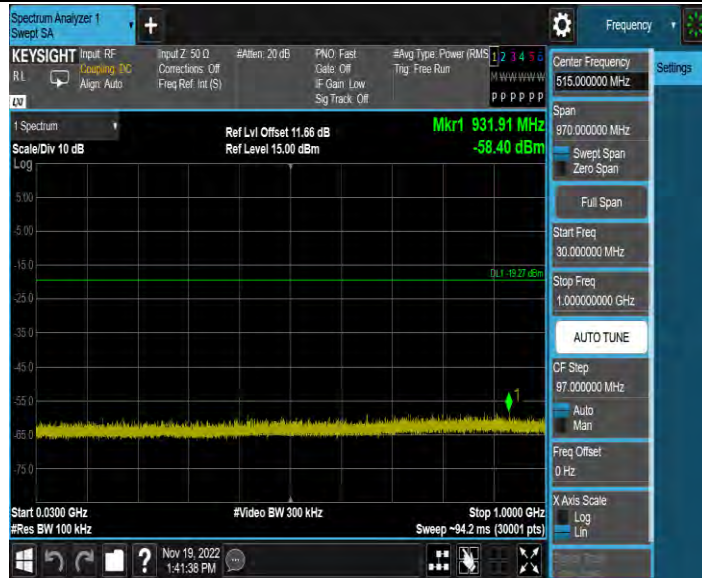 Spectrum Analyzer 1
Swept SA
+
Frequency
KEYSIGHT
Input: RF
Coupling: DC
Align: Auto
Input Z: 50 Ω
Corrections: Off
Freq Ref: Int (S)
#Atten: 20 dB
PNO: Fast
Gate: Off
IF Gain: Low
Sig Track: Off
#Avg Type: Power (RMS
Trig: Free Run
1 2 3 4 5 6
M W W W W W
P P P P P P
R L
LXI
1 Spectrum
Scale/Div 10 dB
Ref Lvl Offset 11.66 dB
Ref Level 15.00 dBm
Mkr1 931.91 MHz
-58.40 dBm
Log
5.00
-5.00
-15.0
DL1 -19.27 dBm
-25.0
-35.0
-45.0
-55.0
1
-65.0
-75.0
Start 0.0300 GHz
#Res BW 100 kHz
#Video BW 300 kHz
Stop 1.0000 GHz
Sweep ~94.2 ms (30001 pts)
Nov 19, 2022
1:41:38 PM
?
Center Frequency
515.000000 MHz
Settings
Span
970.000000 MHz
Swept Span
Zero Span
Full Span
Start Freq
30.000000 MHz
Stop Freq
1.000000000 GHz
AUTO TUNE
CF Step
97.000000 MHz
Auto
Man
Freq Offset
0 Hz
X Axis Scale
Log
Lin